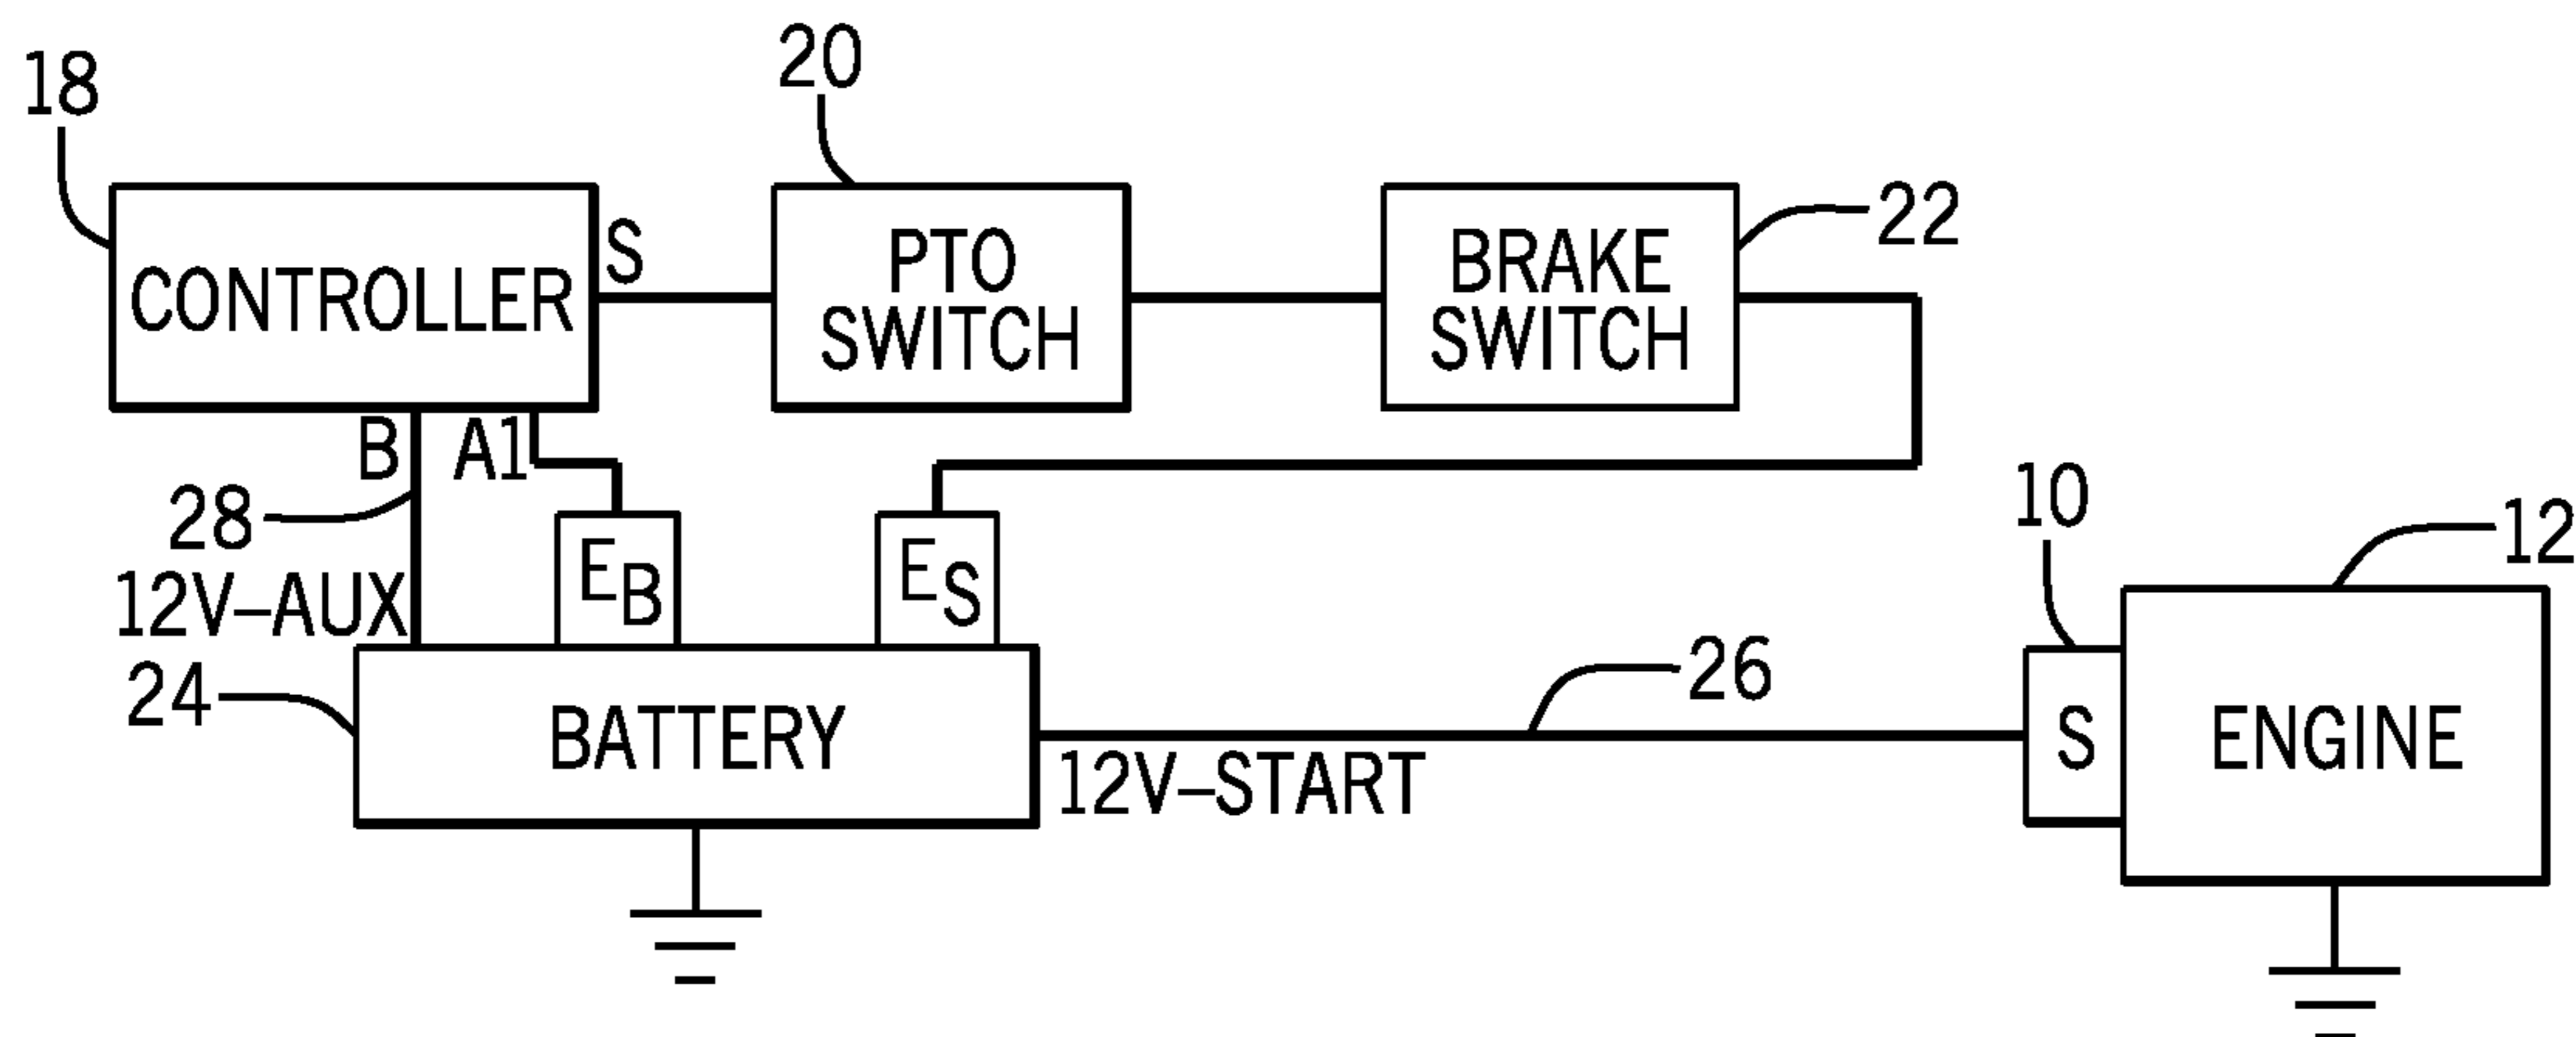 18
20
22
CONTROLLER
S
PTO
SWITCH
BRAKE
SWITCH
B
A1
28
12V–AUX
EB
ES
10
12
24
BATTERY
26
12V–START
S
ENGINE